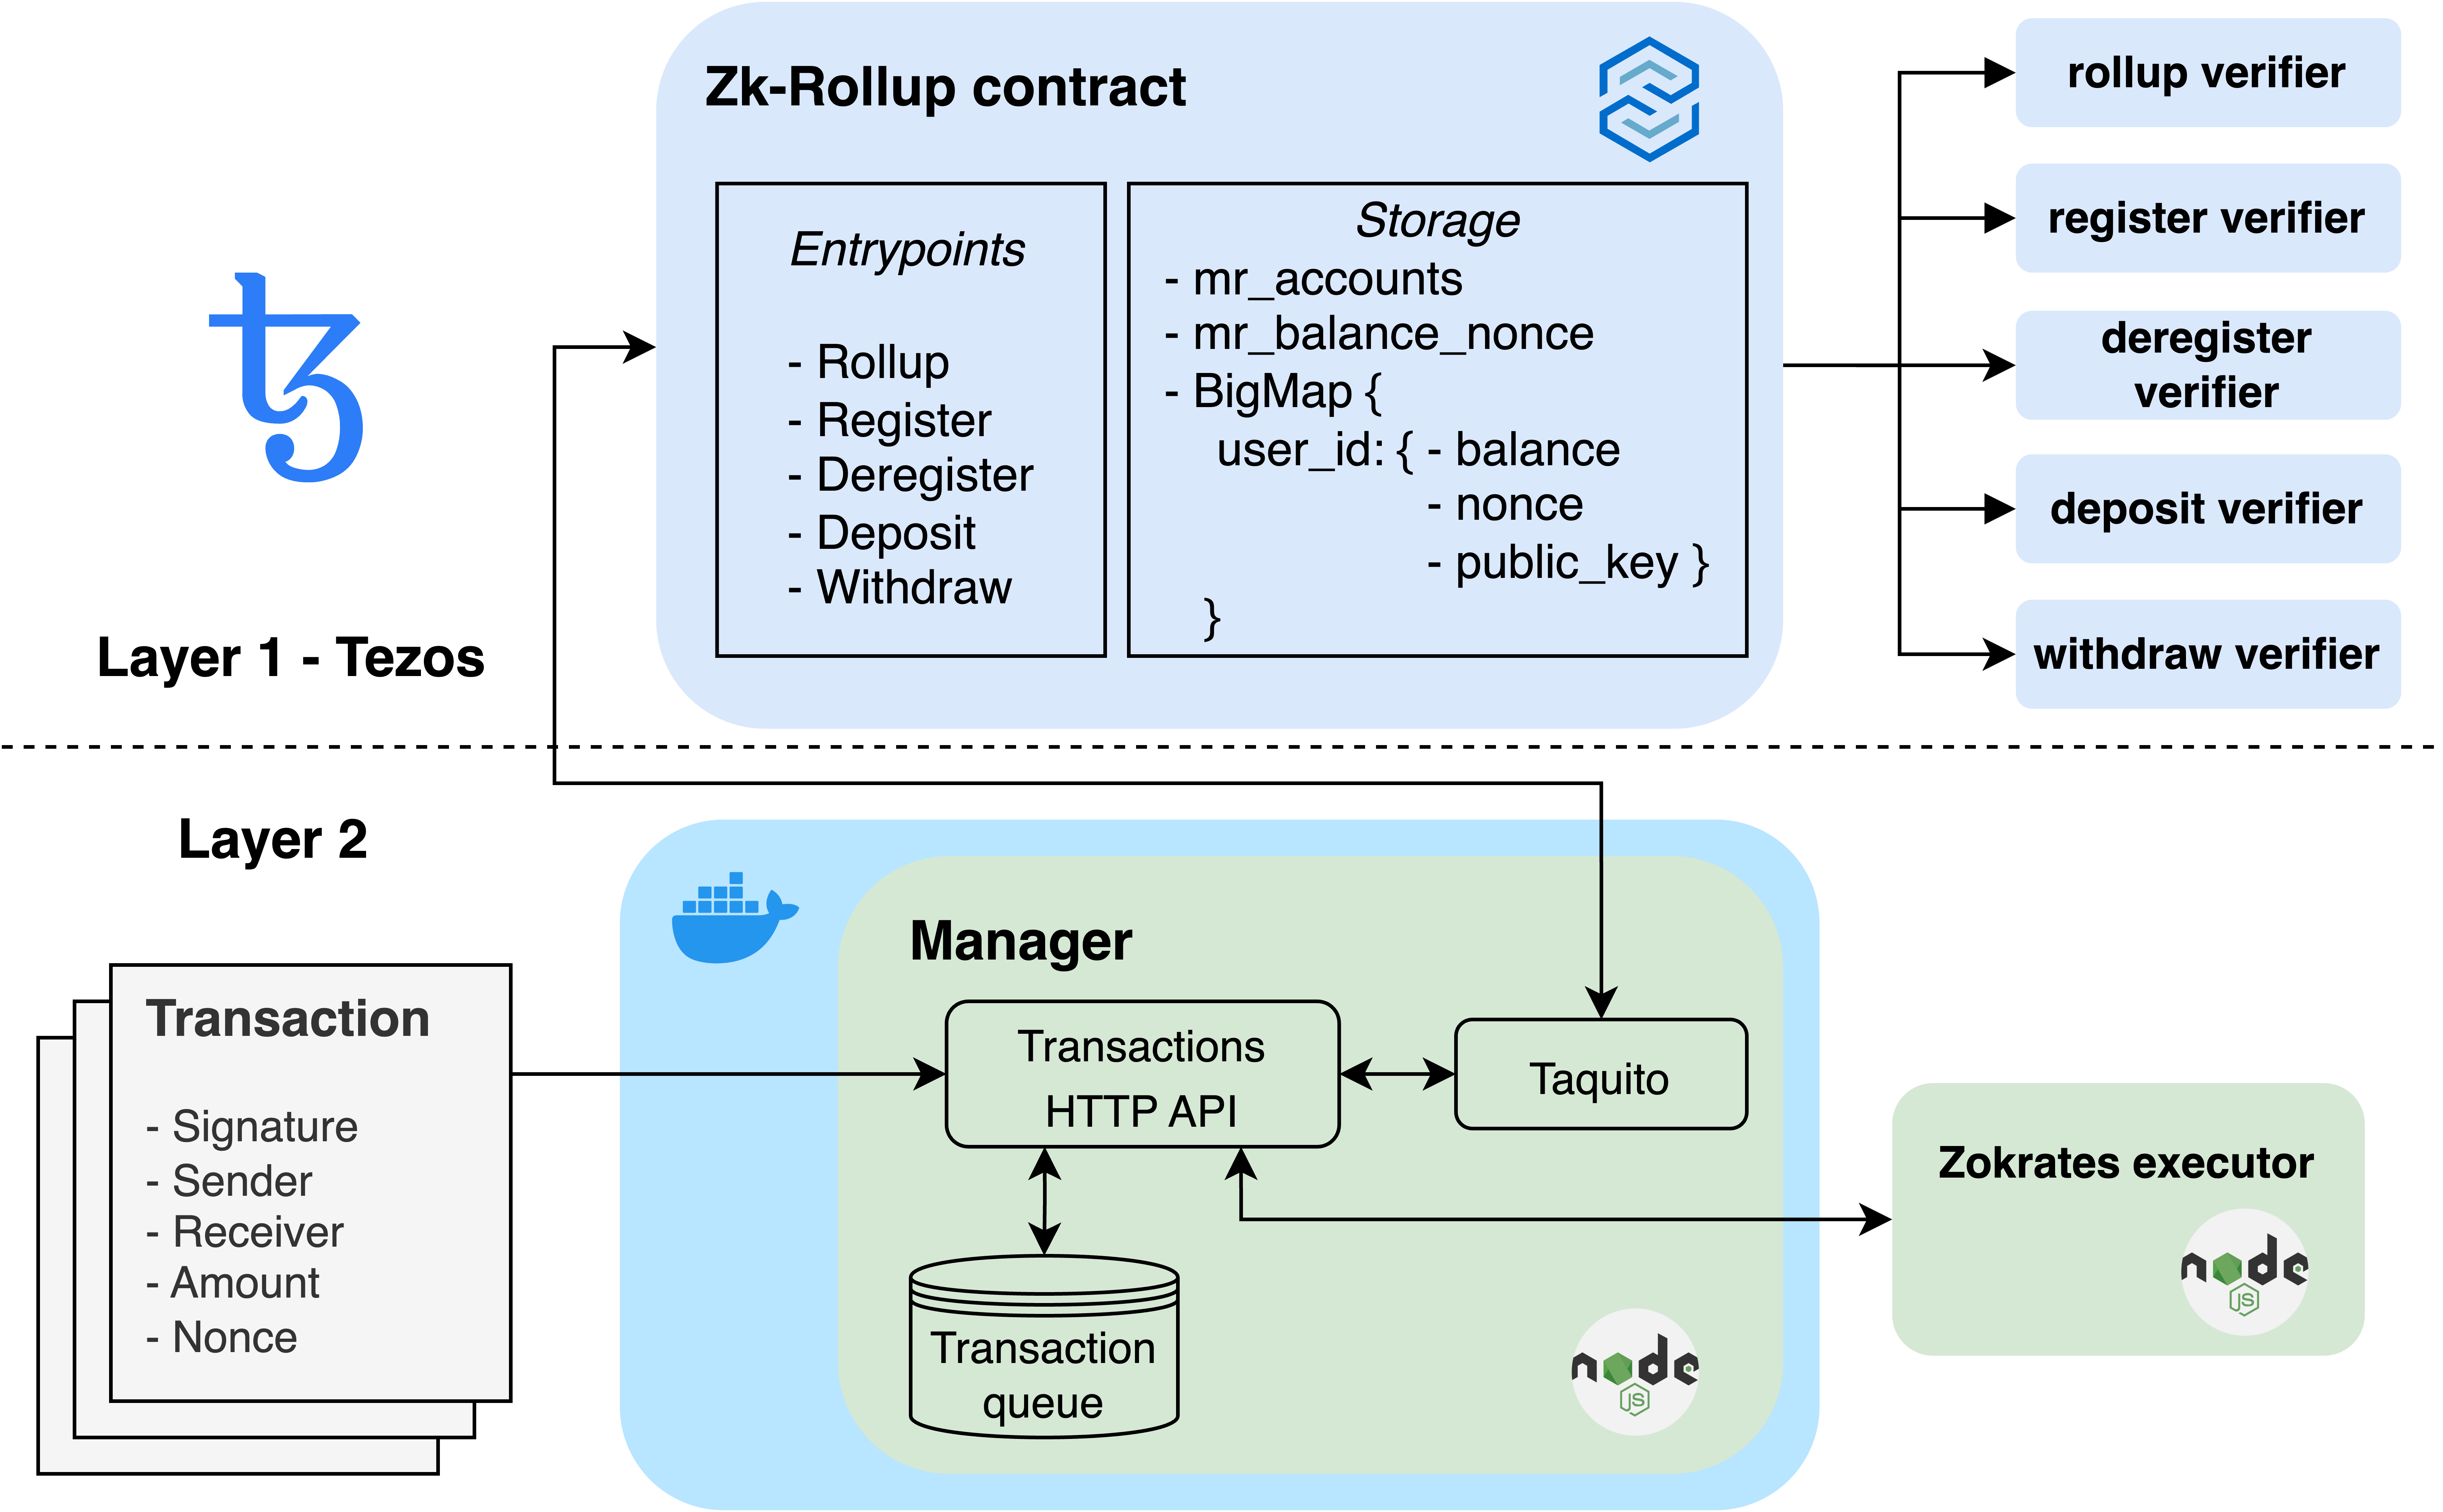 Zk-Rollup contract
Entrypoints
- Rollup
- Register
- Deregister
- Deposit
- Withdraw
Storage
- mr_accounts
- mr_balance_nonce
- BigMap {
user_id: { - balance
- nonce
- public_key }
}
rollup verifier
register verifier
deregister
verifier
deposit verifier
withdraw verifier
Layer 1 - Tezos
Layer 2
Transaction
- Signature
- Sender
- Receiver
- Amount
- Nonce
Manager
Transactions
HTTP API
Taquito
Transaction
queue
node
JS
Zokrates executor
node
JS